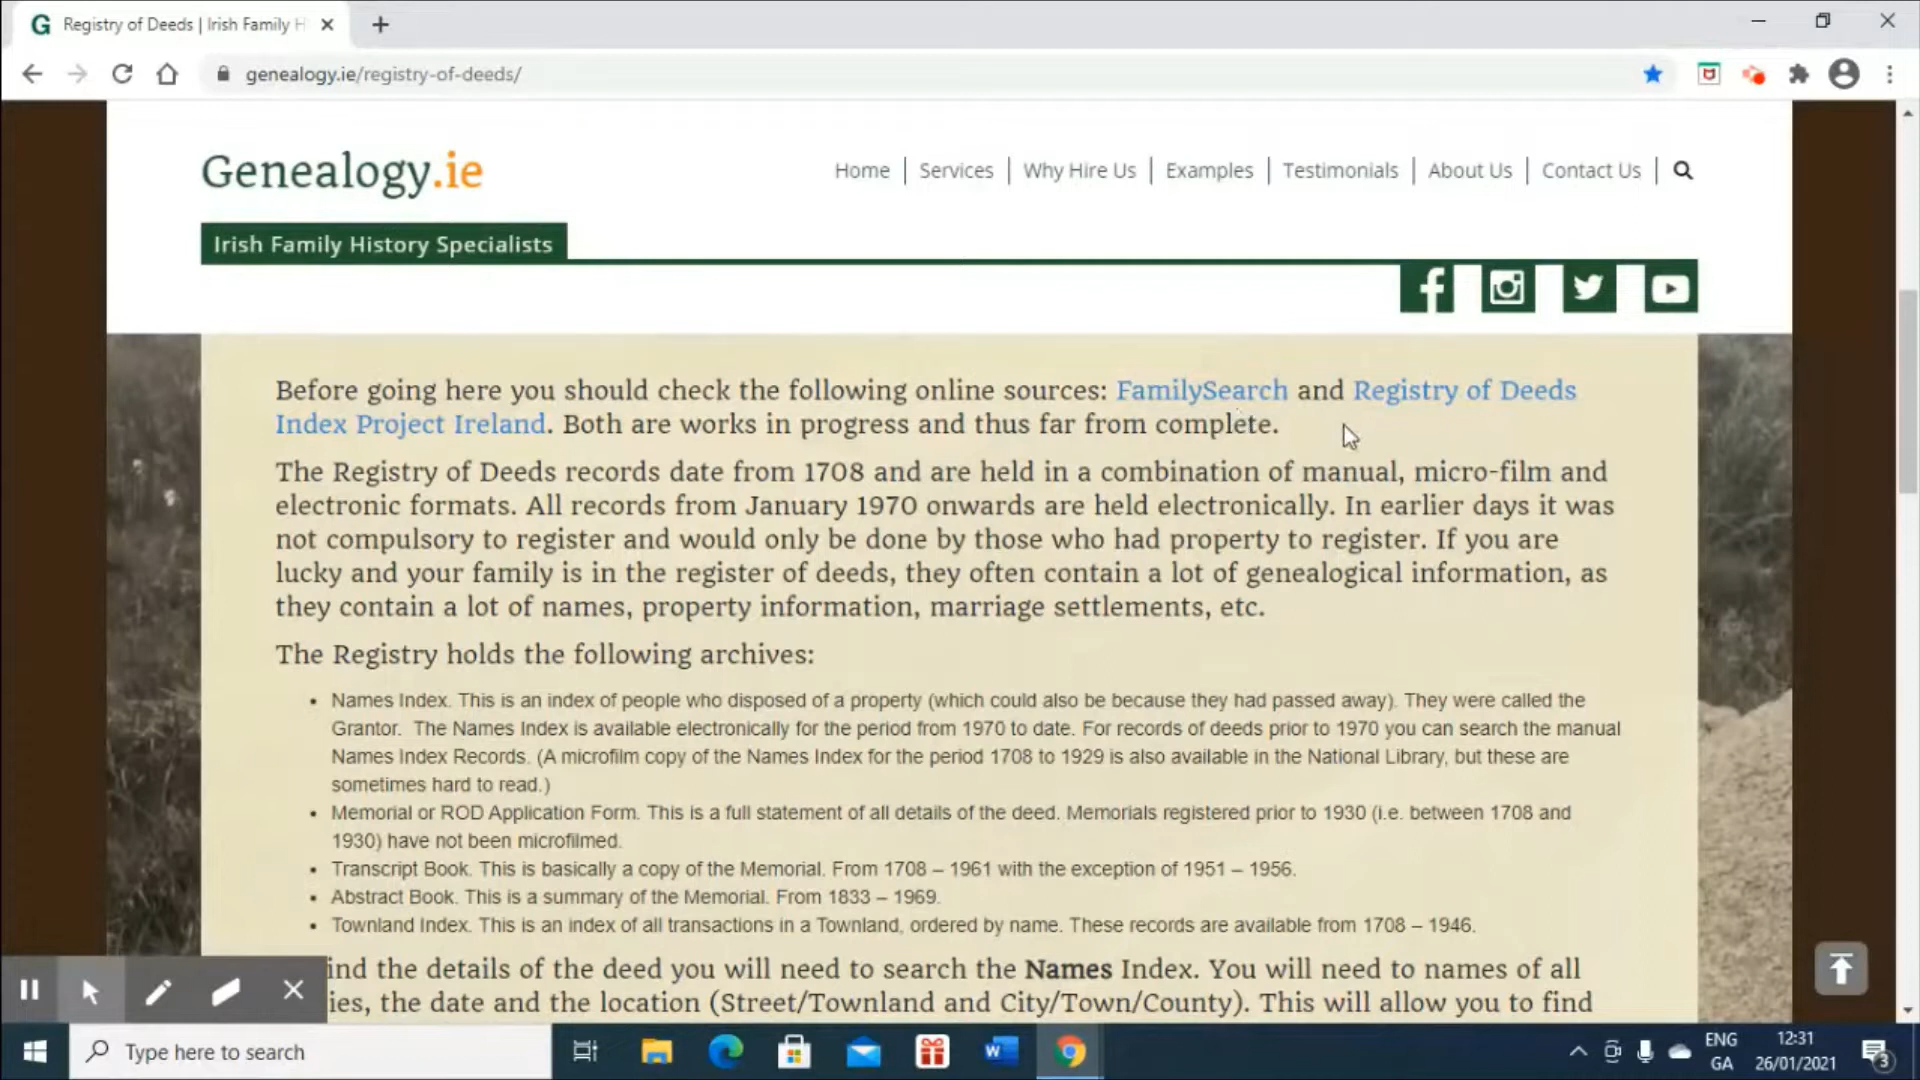 Registry of Deeds | Irish Family H
genealogy.ie/registry-of-deeds/
Genealogy.ie
Home
Services
Why Hire Us
Examples
Testimonials
About Us
Contact Us
Irish Family History Specialists
Before going here you should check the following online sources: FamilySearch and Registry of Deeds
Index Project Ireland. Both are works in progress and thus far from complete.
The Registry of Deeds records date from 1708 and are held in a combination of manual, micro-film and
electronic formats. All records from January 1970 onwards are held electronically. In earlier days it was
not compulsory to register and would only be done by those who had property to register. If you are
lucky and your family is in the register of deeds, they often contain a lot of genealogical information, as
they contain a lot of names, property information, marriage settlements, etc.
The Registry holds the following archives:
• Names Index. This is an index of people who disposed of a property (which could also be because they had passed away). They were called the
Grantor. The Names Index is available electronically for the period from 1970 to date. For records of deeds prior to 1970 you can search the manual
Names Index Records. (A microfilm copy of the Names Index for the period 1708 to 1929 is also available in the National Library, but these are
sometimes hard to read.)
• Memorial or ROD Application Form. This is a full statement of all details of the deed. Memorials registered prior to 1930 (i.e. between 1708 and
1930) have not been microfilmed.
• Transcript Book. This is basically a copy of the Memorial. From 1708 – 1961 with the exception of 1951 – 1956.
• Abstract Book. This is a summary of the Memorial. From 1833 – 1969.
• Townland Index. This is an index of all transactions in a Townland, ordered by name. These records are available from 1708 – 1946.
ind the details of the deed you will need to search the Names Index. You will need to names of all
ies, the date and the location (Street/Townland and City/Town/County). This will allow you to find
Type here to search
ENG
GA
12:31
26/01/2021
3